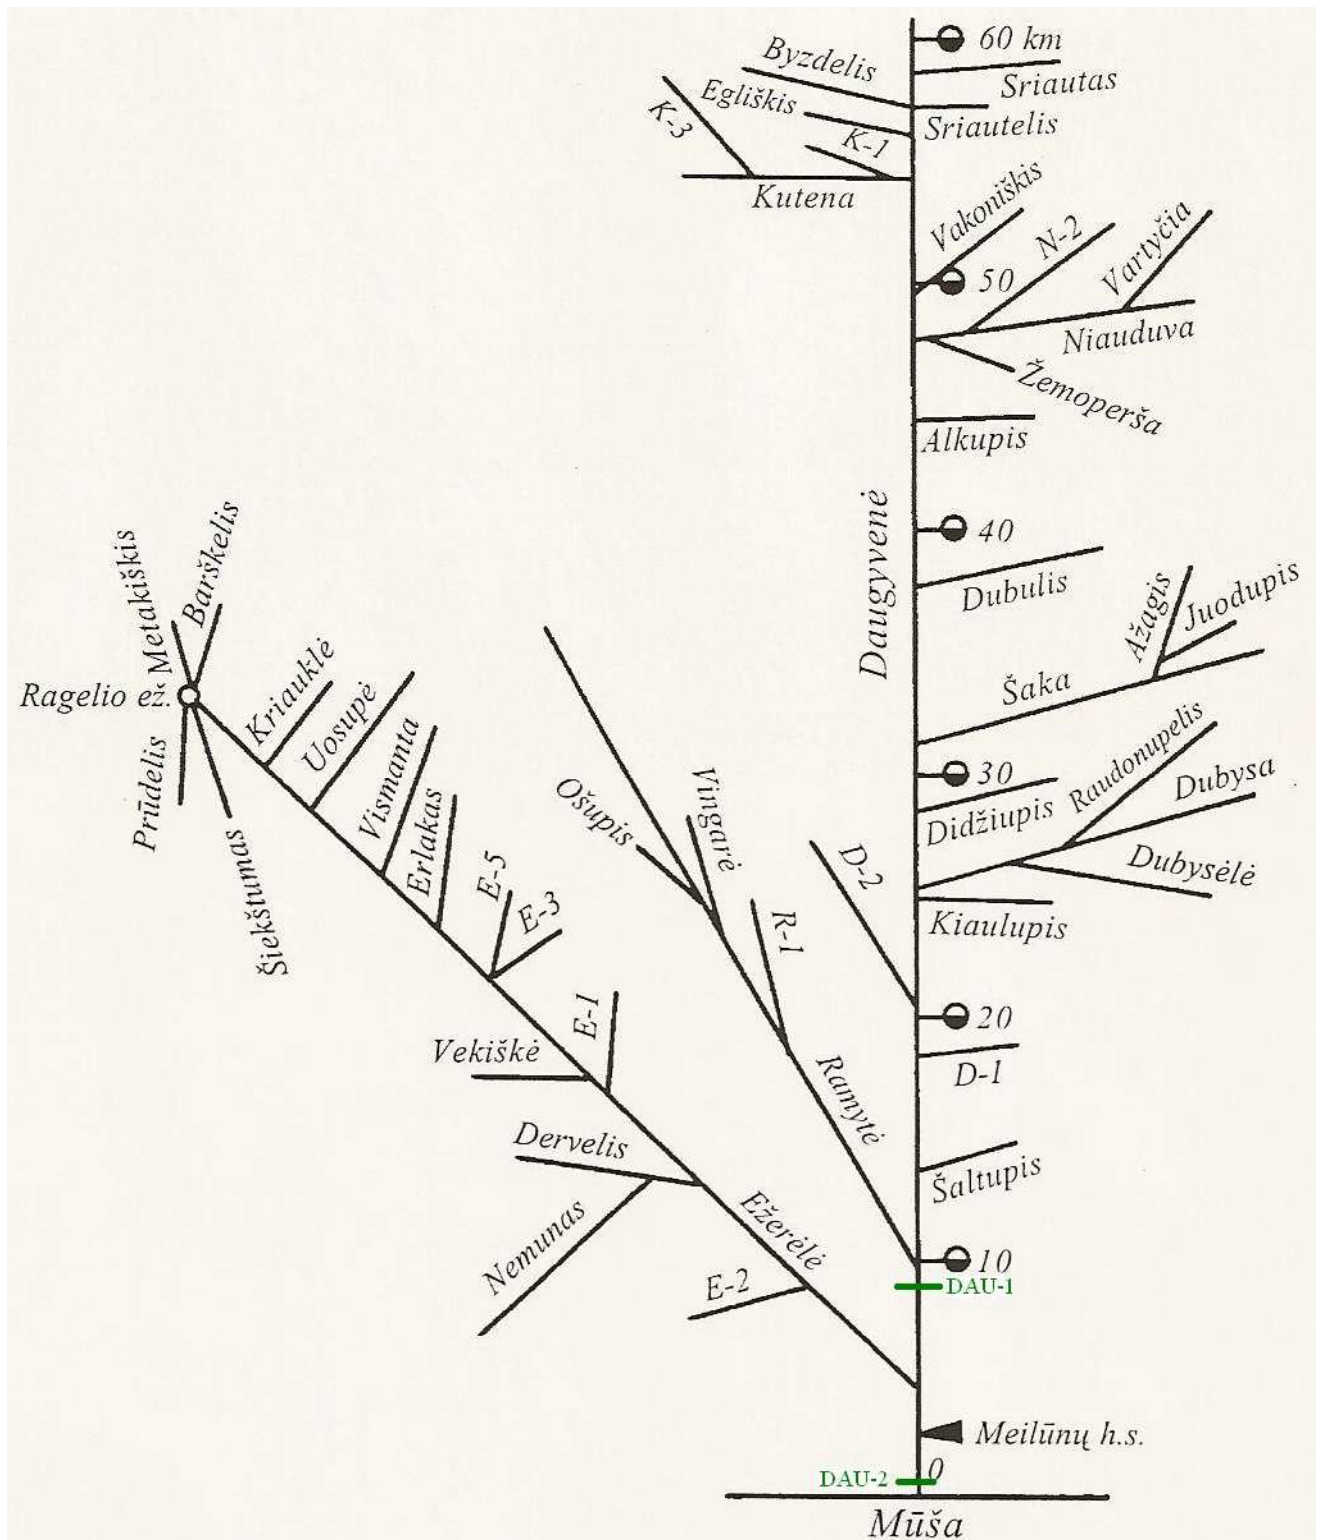 60 km
Byzdelis
Sriautas
Egliškis
K-3
Sriautelis
K-1
Kutena
Vakoniškis
N-2
Vartyčia
50
Niauduva
Žemoperša
Alkupis
Daugyvenė
40
Dubulis
Metakiškis
Barškelis
Ažagis
Juodupis
Ragelio ež.
Kriauklė
Uosupė
Šaka
Prūdelis
Vismanta
Ošupis
Vingarė
30
Raudonupelis
Dubysa
Didžiupis
Erlakas
D-2
Dubysėlė
Šiekštumas
E-5
E-3
R-1
Kiaulupis
E-1
20
Vekiškė
D-1
Ramytė
Dervelis
Šaltupis
Nemunas
Ežerėlė
E-2
10
DAU-1
Meilūnų h.s.
DAU-2
0
Mūša